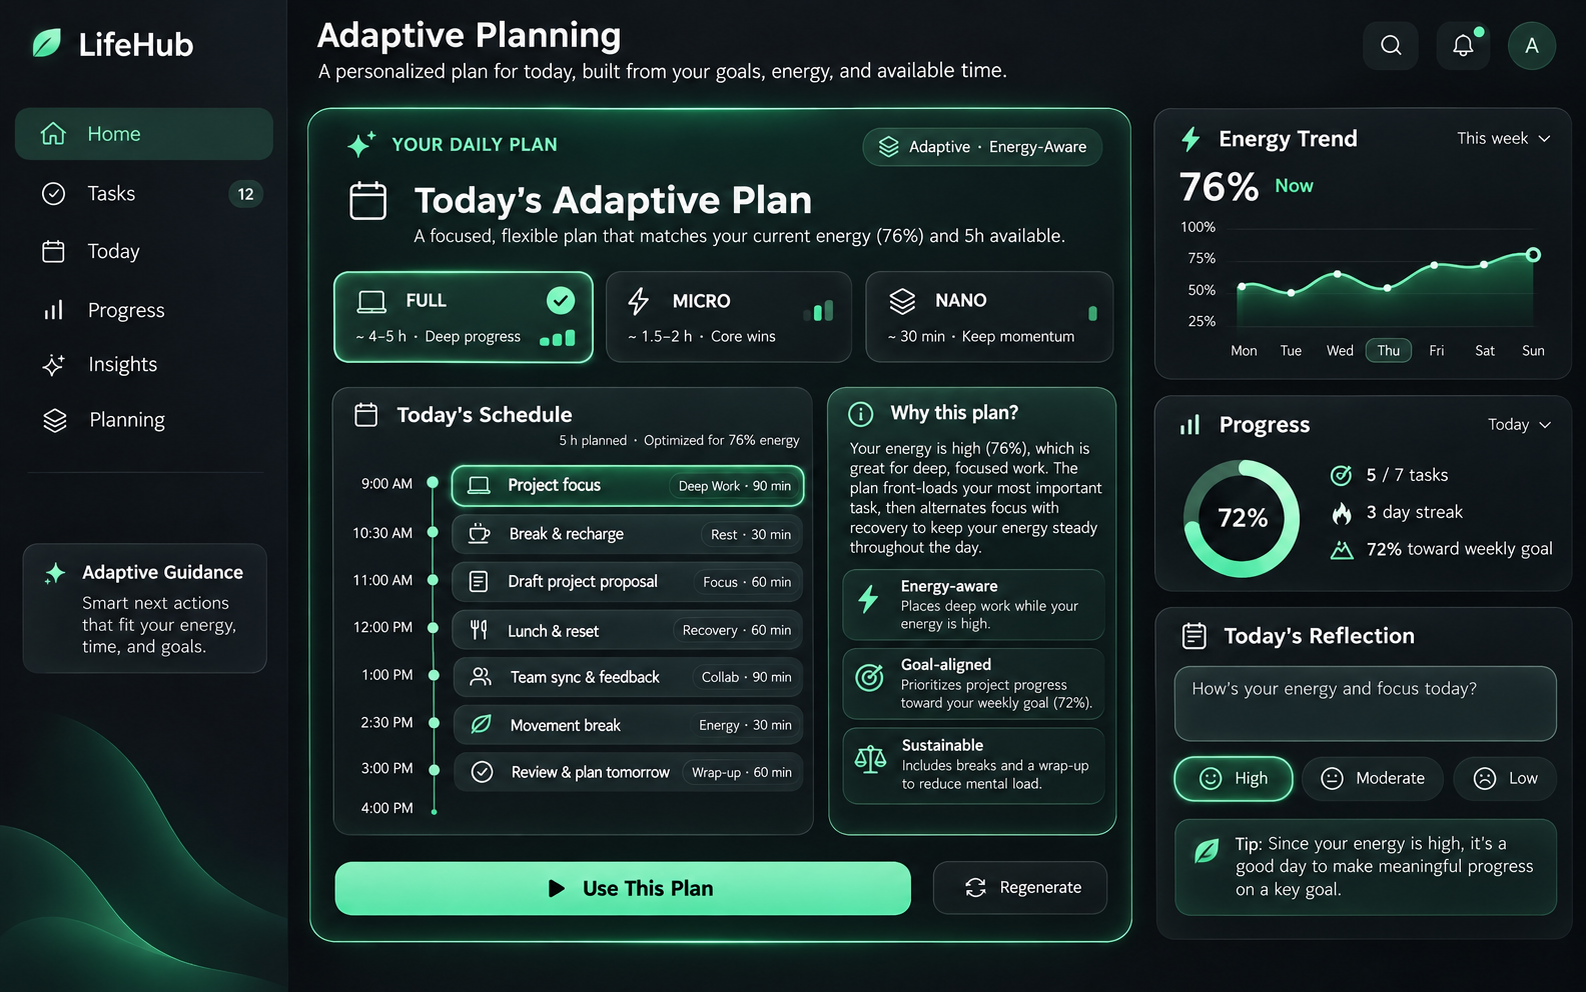 LifeHub
Home
Tasks
12
Today
Progress
Insights
Planning
Adaptive Guidance
Smart next actions
that fit your energy,
time, and goals.
Adaptive Planning
A personalized plan for today, built from your goals, energy, and available time.
A
YOUR DAILY PLAN
Adaptive · Energy-Aware
Today's Adaptive Plan
A focused, flexible plan that matches your current energy (76%) and 5h available.
FULL
~ 4–5 h · Deep progress
MICRO
~ 1.5–2 h · Core wins
NANO
~ 30 min · Keep momentum
Today's Schedule
5 h planned · Optimized for 76% energy
9:00 AM
Project focus
Deep Work · 90 min
10:30 AM
Break & recharge
Rest · 30 min
11:00 AM
Draft project proposal
Focus · 60 min
12:00 PM
Lunch & reset
Recovery · 60 min
1:00 PM
Team sync & feedback
Collab · 90 min
2:30 PM
Movement break
Energy · 30 min
3:00 PM
Review & plan tomorrow
Wrap-up · 60 min
4:00 PM
Why this plan?
Your energy is high (76%), which is
great for deep, focused work. The
plan front-loads your most important
task, then alternates focus with
recovery to keep your energy steady
throughout the day.
Energy-aware
Places deep work while your
energy is high.
Goal-aligned
Prioritizes project progress
toward your weekly goal (72%).
Sustainable
Includes breaks and a wrap-up
to reduce mental load.
Use This Plan
Regenerate
Energy Trend
This week
76% Now
100%
75%
50%
25%
Mon Tue Wed Thu Fri Sat Sun
Progress
Today
72%
5 / 7 tasks
3 day streak
72% toward weekly goal
Today's Reflection
How's your energy and focus today?
High
Moderate
Low
Tip: Since your energy is high, it's a
good day to make meaningful progress
on a key goal.